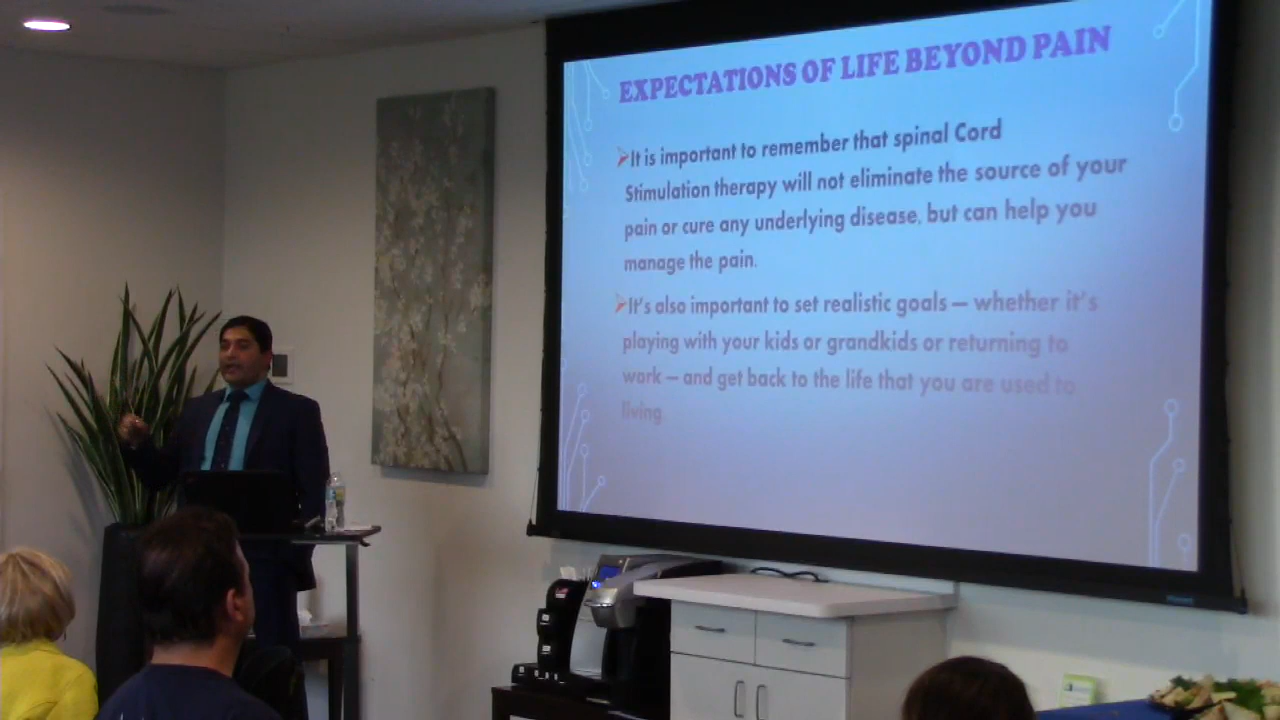 EXPECTATIONS OF LIFE BEYOND PAIN
It is important to remember that spinal Cord
Stimulation therapy will not eliminate the source of your
pain or cure any underlying disease, but can help you
manage the pain.
It's also important to set realistic goals – whether it's
playing with your kids or grandkids or returning to
work – and get back to the life that you are used to
living.